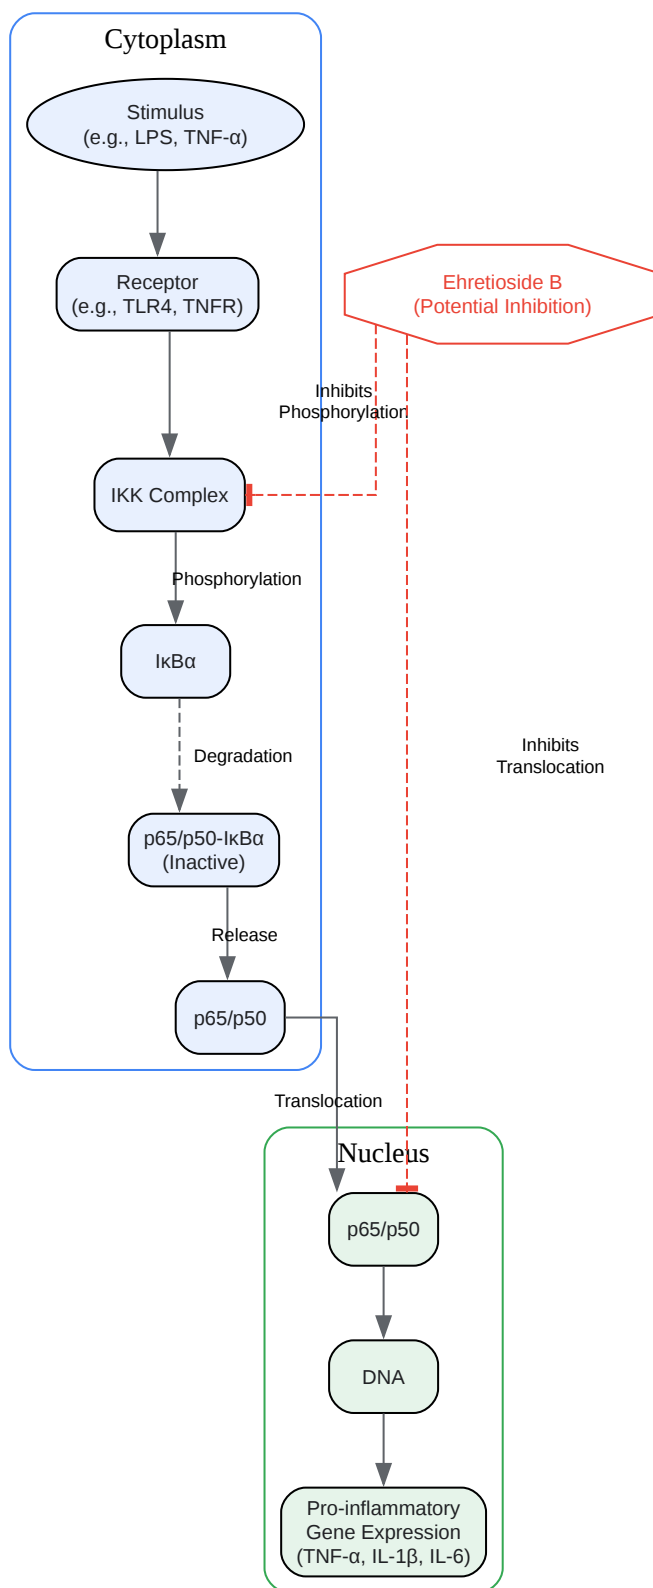 Cytoplasm
Stimulus
(e.g., LPS, TNF-α)
Receptor
(e.g., TLR4, TNFR)
Ehretioside B
(Potential Inhibition)
Inhibits
Phosphorylation
IKK Complex
Phosphorylation
IκBα
Degradation
Inhibits
Translocation
p65/p50-IκBα
(Inactive)
Release
p65/p50
Translocation
Nucleus
p65/p50
DNA
Pro-inflammatory
Gene Expression
(TNF-α, IL-1β, IL-6)